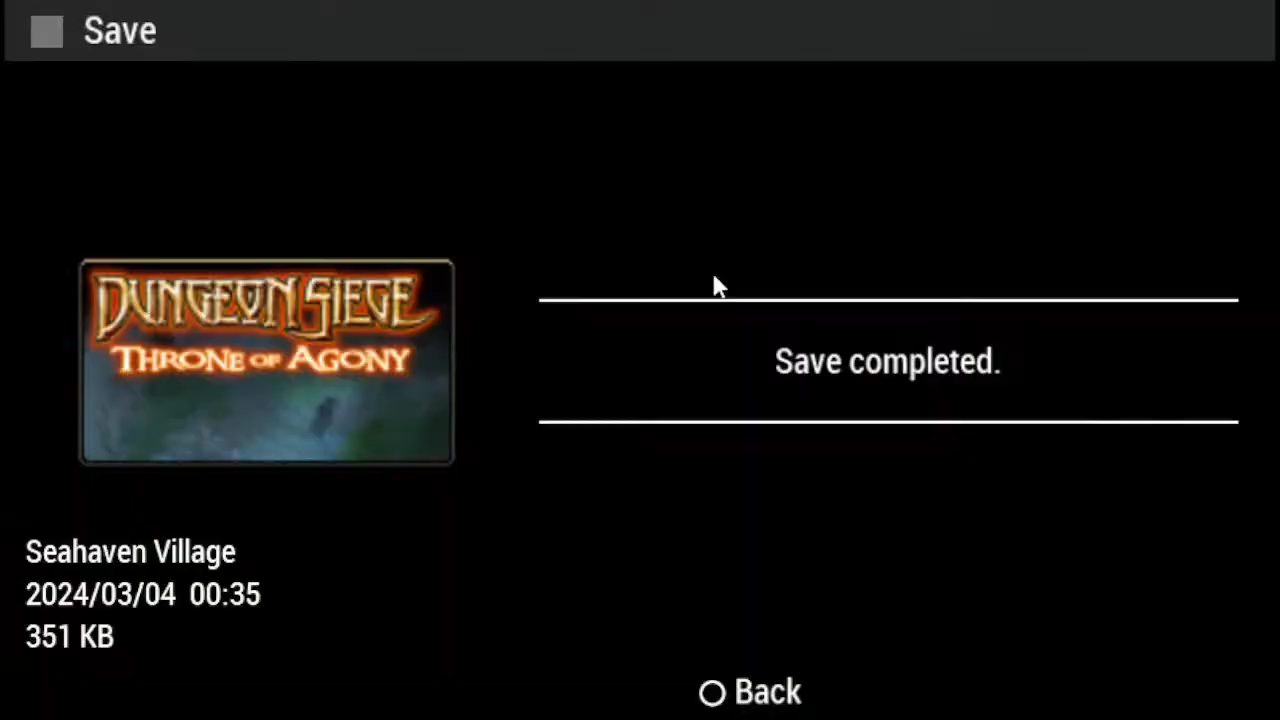 Save
DUNGEON SIEGE
THRONE OF AGONY
Save completed.
Seahaven Village
2024/03/04 00:35
351 KB
Back